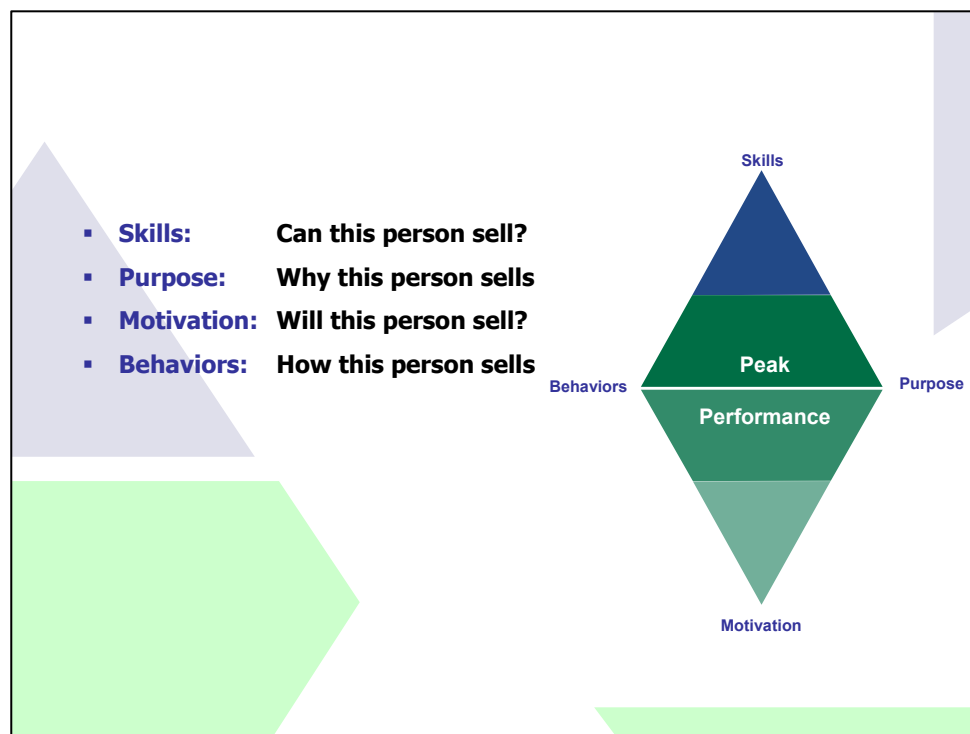 ▪ Skills: Can this person sell?
▪ Purpose: Why this person sells
▪ Motivation: Will this person sell?
▪ Behaviors: How this person sells
Skills
Peak
Behaviors
Purpose
Performance
Motivation